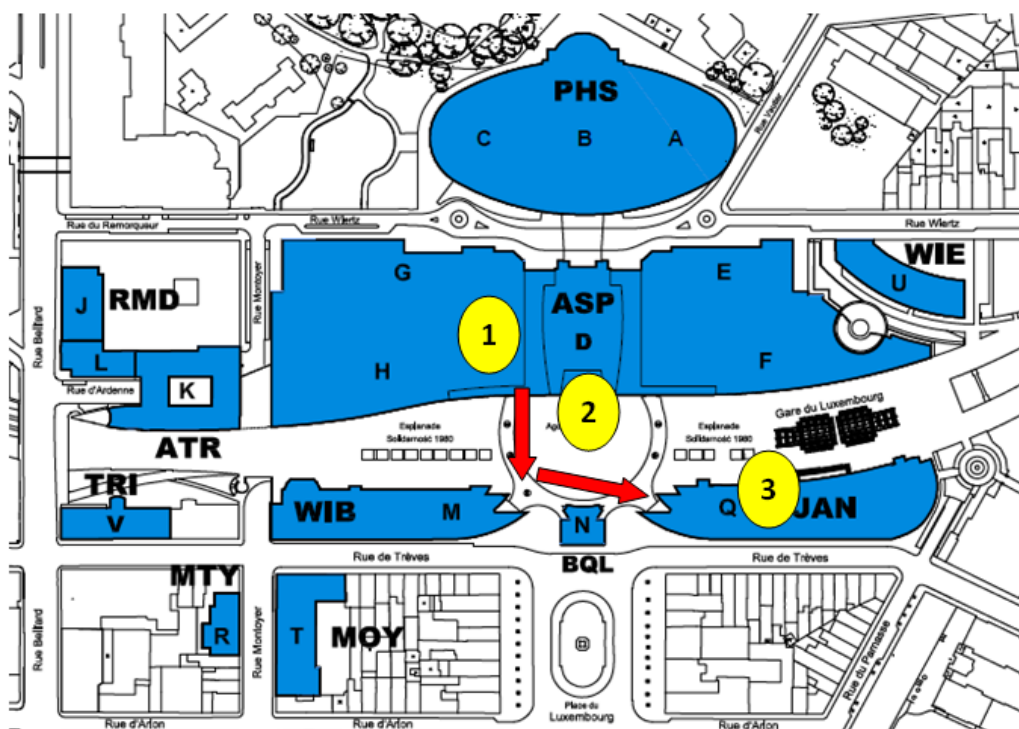 PHS
C
B
A
Rue Vautier
Rue du Remorqueur
Rue Wiertz
Rue Wiertz
WIE
U
G
E
J
RMD
Rue Montoyer
Rue Belliard
1
ASP
D
L
H
F
Rue d'Ardenne
K
2
Gare du Luxembourg
Esplanade
Solidarność 1980
Esplanade
Solidarność 1980
ATR
TRI
3
V
WIB
M
N
Q
JAN
Rue de Trèves
Rue de Trèves
BQL
MTY
R
T
MOY
Rue Belliard
Rue Montoyer
Rue du Parnasse
Place du
Luxembourg
Rue d'Arlon
Rue d'Arlon
Rue d'Arlon